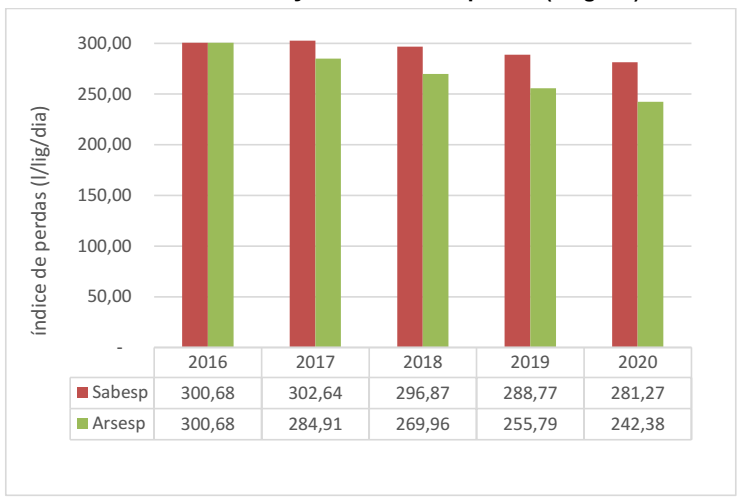 300,00
250,00
200,00
150,00
100,00
50,00
-
índice de perdas (l/lig/dia)
2016 2017 2018 2019 2020
Sabesp 300,68 302,64 296,87 288,77 281,27
Arsesp 300,68 284,91 269,96 255,79 242,38